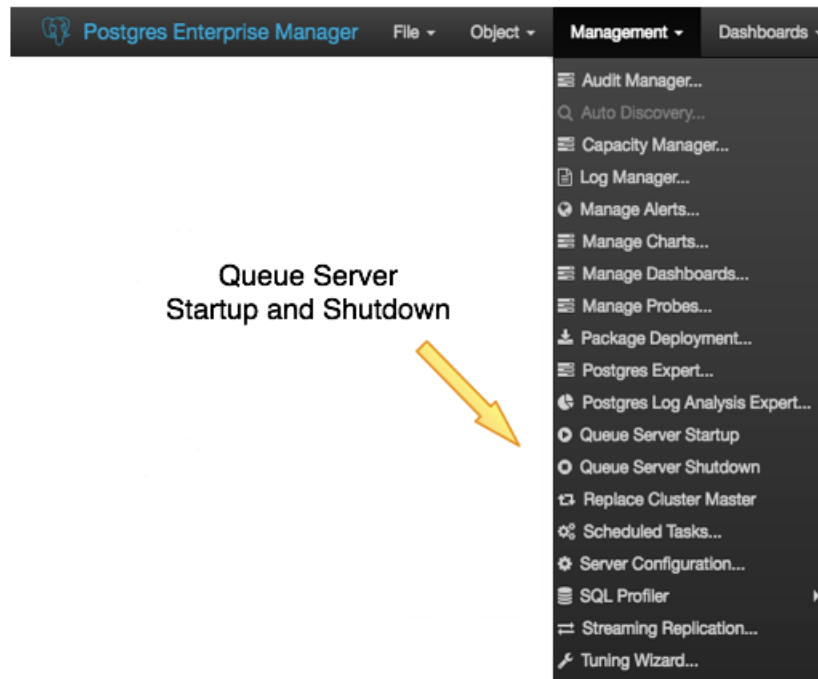 Postgres Enterprise Manager File Object Management Dashboards
Audit Manager...
Auto Discovery...
Capacity Manager...
Log Manager...
Manage Alerts...
Manage Charts...
Manage Dashboards...
Manage Probes...
Package Deployment...
Postgres Expert...
Postgres Log Analysis Expert...
Queue Server Startup
Queue Server Shutdown
Replace Cluster Master
Scheduled Tasks...
Server Configuration...
SQL Profiler
Streaming Replication...
Tuning Wizard...
Queue Server
Startup and Shutdown